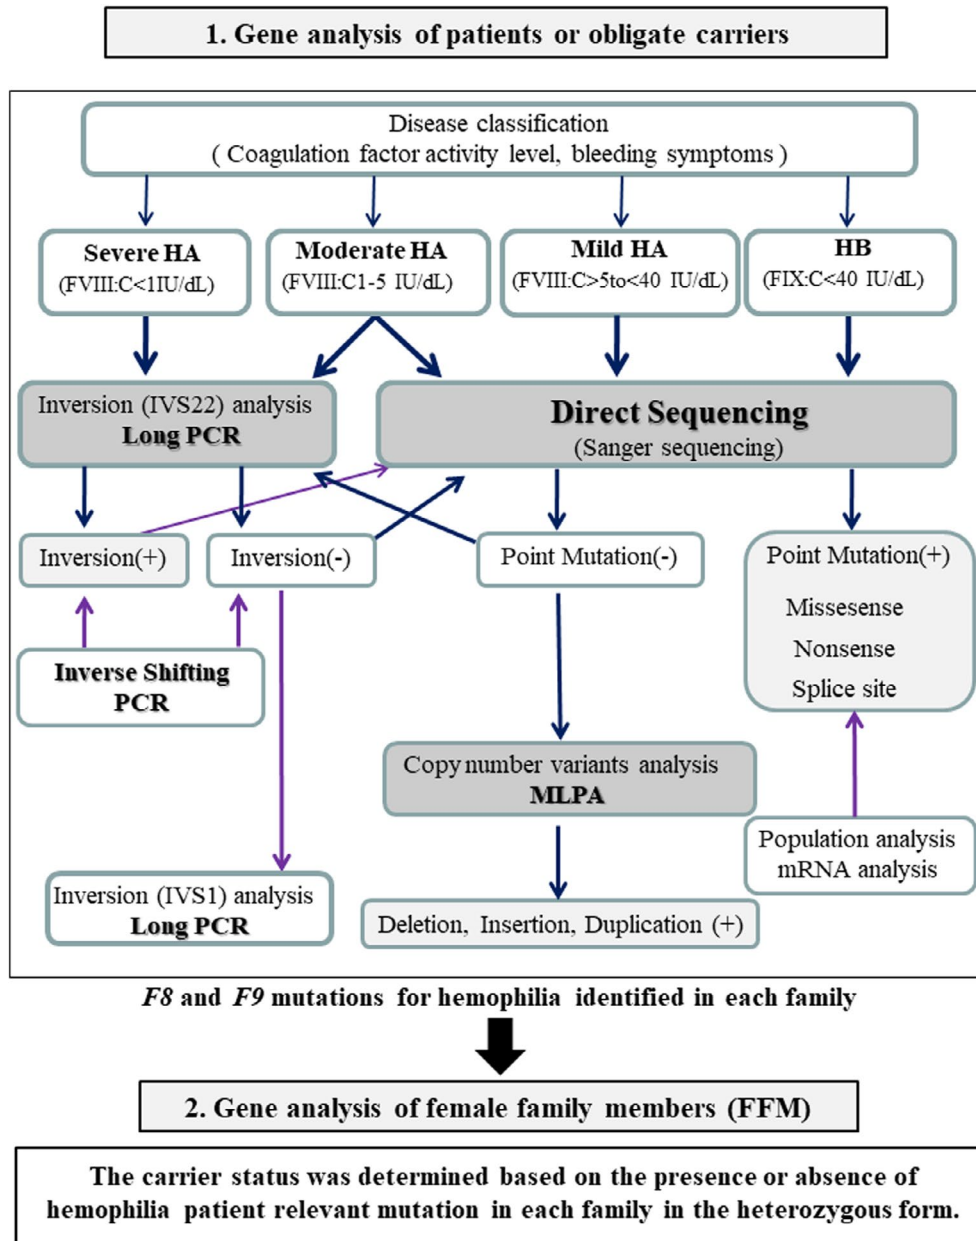 1. Gene analysis of patients or obligate carriers
Disease classification
( Coagulation factor activity level, bleeding symptoms )
Severe HA
(FVIII:C<1IU/dL)
Moderate HA
(FVIII:C1-5 IU/dL)
Mild HA
(FVIII:C>5to<40 IU/dL)
HB
(FIX:C<40 IU/dL)
Inversion (IVS22) analysis
Long PCR
Direct Sequencing
(Sanger sequencing)
Inversion(+)
Inversion(-)
Point Mutation(-)
Point Mutation(+)
Missesense
Nonsense
Splice site
Inverse Shifting
PCR
Copy number variants analysis
MLPA
Population analysis
mRNA analysis
Inversion (IVS1) analysis
Long PCR
Deletion, Insertion, Duplication (+)
F8 and F9 mutations for hemophilia identified in each family
2. Gene analysis of female family members (FFM)
The carrier status was determined based on the presence or absence of
hemophilia patient relevant mutation in each family in the heterozygous form.